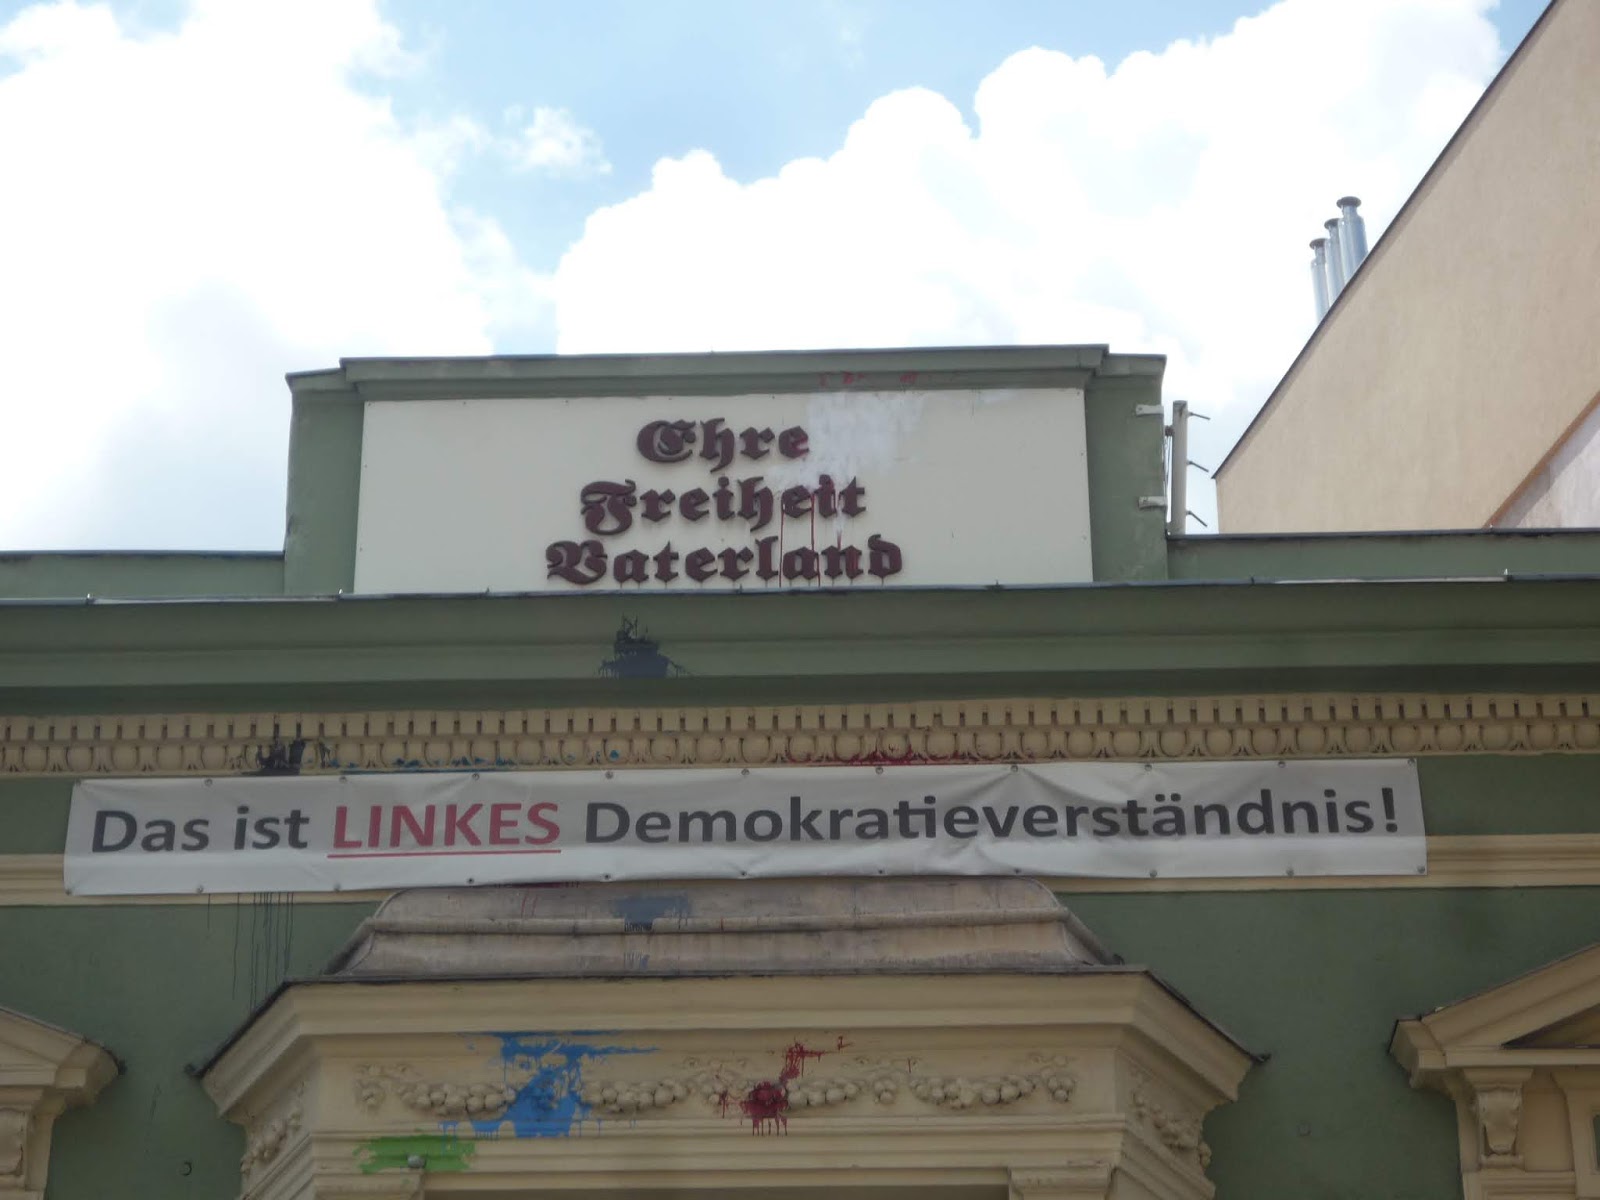 Ehre
Freiheit
Vaterland
Das ist LINKES Demokratieverständnis!